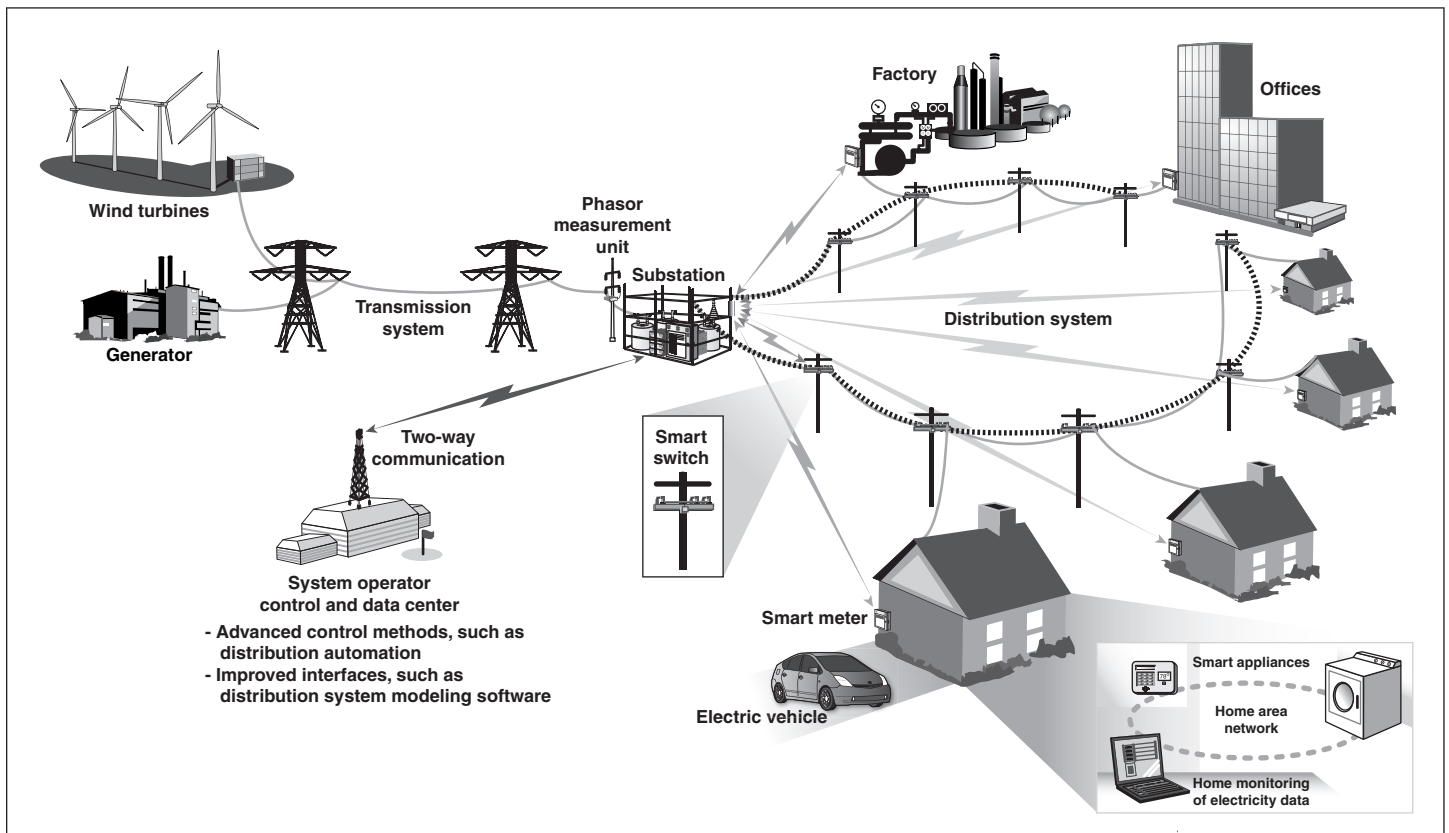 Wind turbines
Generator
Transmission
system
Phasor
measurement
unit
Substation
Factory
Offices
Distribution system
Two-way
communication
System operator
control and data center
- Advanced control methods, such as
distribution automation
- Improved interfaces, such as
distribution system modeling software
Smart
switch
Smart meter
Electric vehicle
Smart appliances
Home area
network
Home monitoring
of electricity data